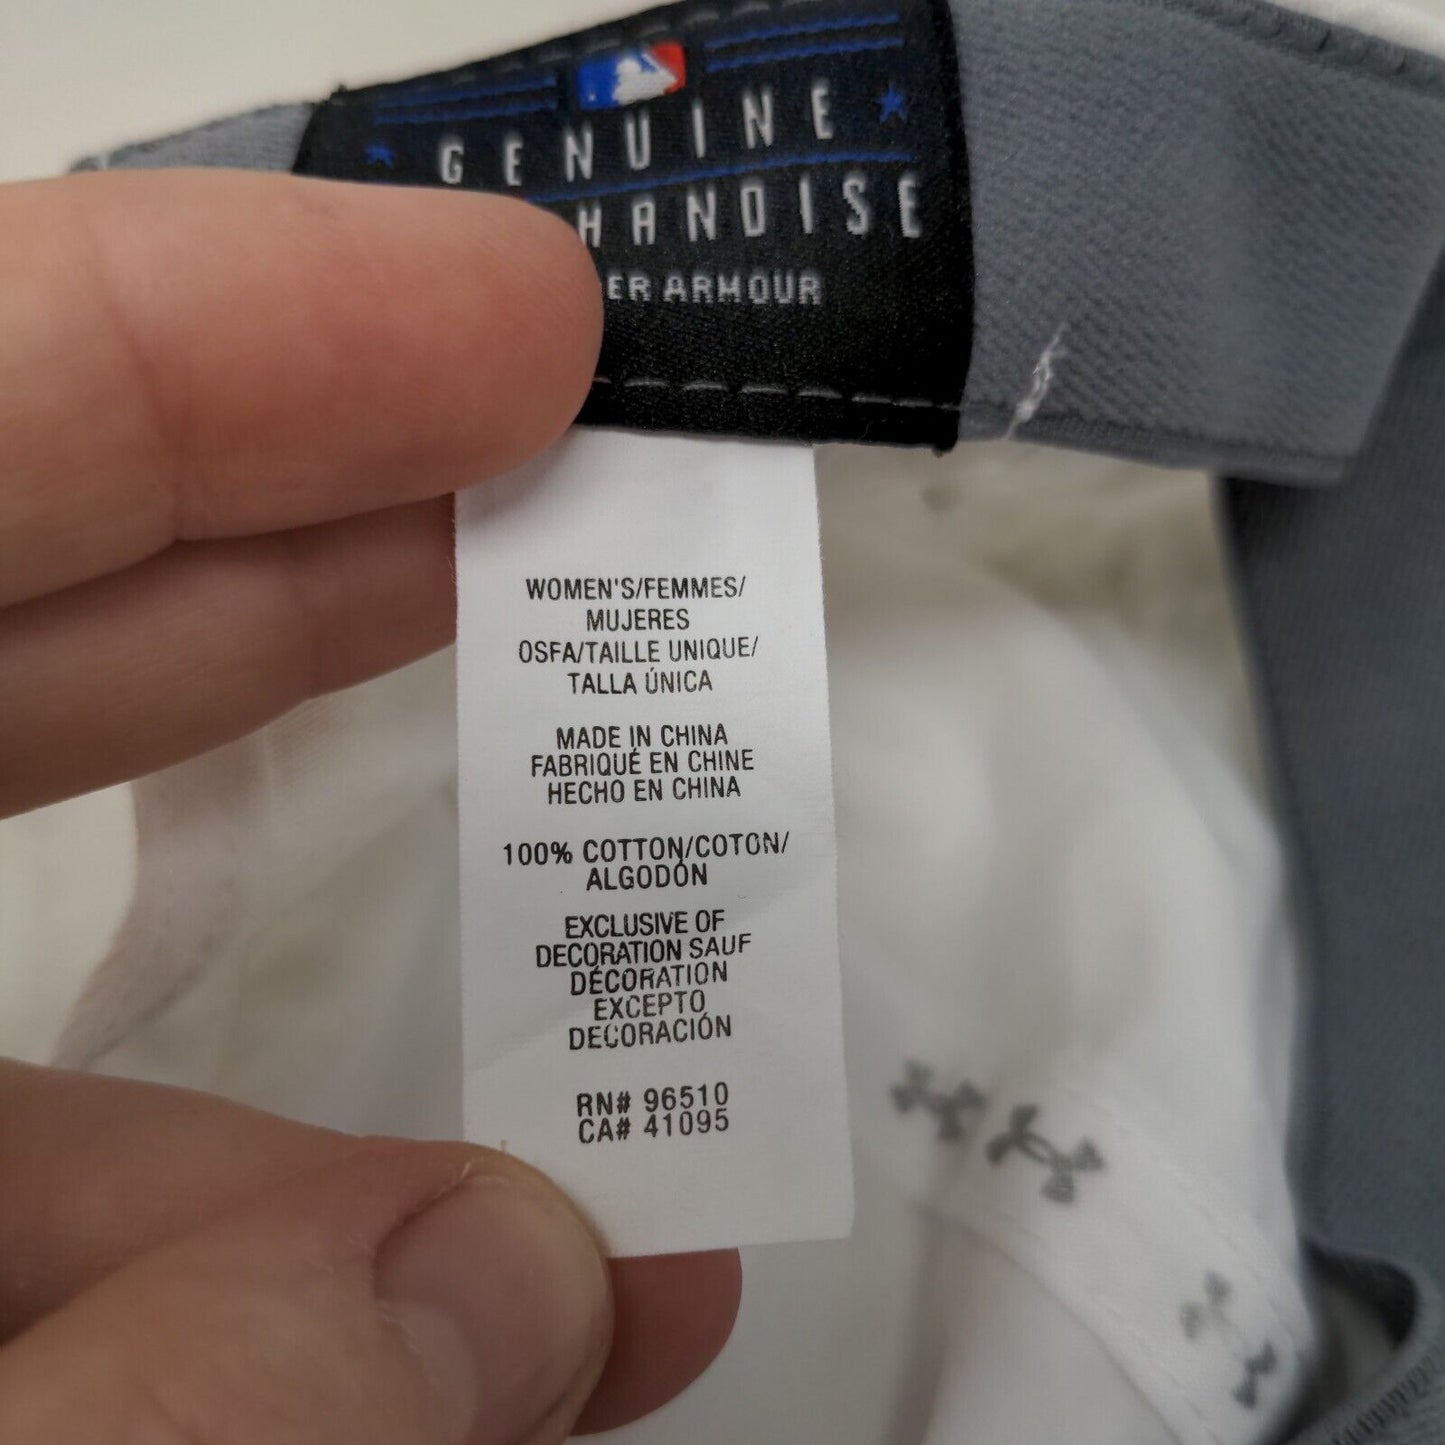 GENUINE
HANDISE
ER ARMOUR
WOMEN'S/FEMMES/
MUJERES
OSFA/TAILLE UNIQUE/
TALLA ÚNICA
MADE IN CHINA
FABRIQUÉ EN CHINE
HECHO EN CHINA
100% COTTON/COTON/
ALGODÓN
EXCLUSIVE OF
DECORATION SAUF
DÉCORATION
EXCEPTO
DECORACIÓN
RN# 96510
CA# 41095